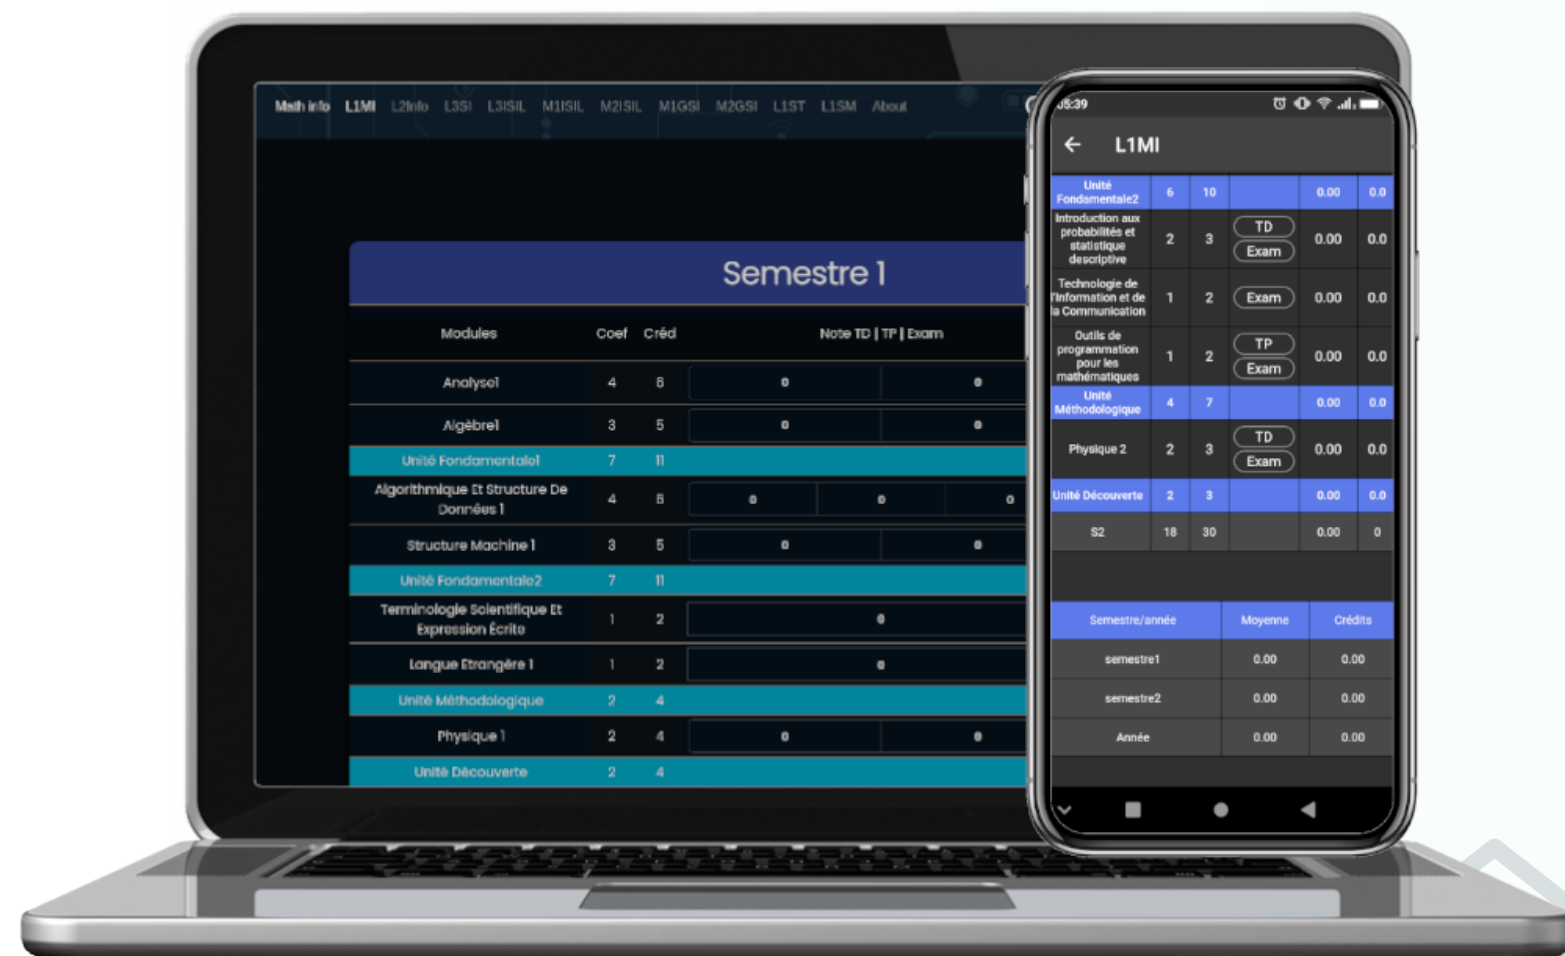 Math info L1MI L2Info L3SI L3ISIL M1ISIL M2ISIL M1GSI M2GSI L1ST L1SM About
Semestre 1
Modules Coef Créd Note TD | TP | Exam
Analyse1 4 6 0 0
Algèbre1 3 5 0 0
Unité Fondamentale1 7 11
Algorithmique Et Structure De
Données 1 4 6 0 0 0
Structure Machine 1 3 5 0 0
Unité Fondamentale2 7 11
Terminologie Scientifique Et
Expression Écrite 1 2 0
Langue Etrangère 1 1 2 0
Unité Méthodologique 2 4
Physique 1 2 4 0 0
Unité Découverte 2 4
05:39
L1MI
Unité
Fondamentale2 6 10 0.00 0.0
Introduction aux
probabilités et
statistique
descriptive 2 3 TD Exam 0.00 0.0
Technologie de
l'Information et de
la Communication 1 2 Exam 0.00 0.0
Outils de
programmation
pour les
mathématiques 1 2 TP Exam 0.00 0.0
Unité
Méthodologique 4 7 0.00 0.0
Physique 2 2 3 TD Exam 0.00 0.0
Unité Découverte 2 3 0.00 0.0
S2 18 30 0.00 0
Semestre/année Moyenne Crédits
semestre1 0.00 0.00
semestre2 0.00 0.00
Année 0.00 0.00